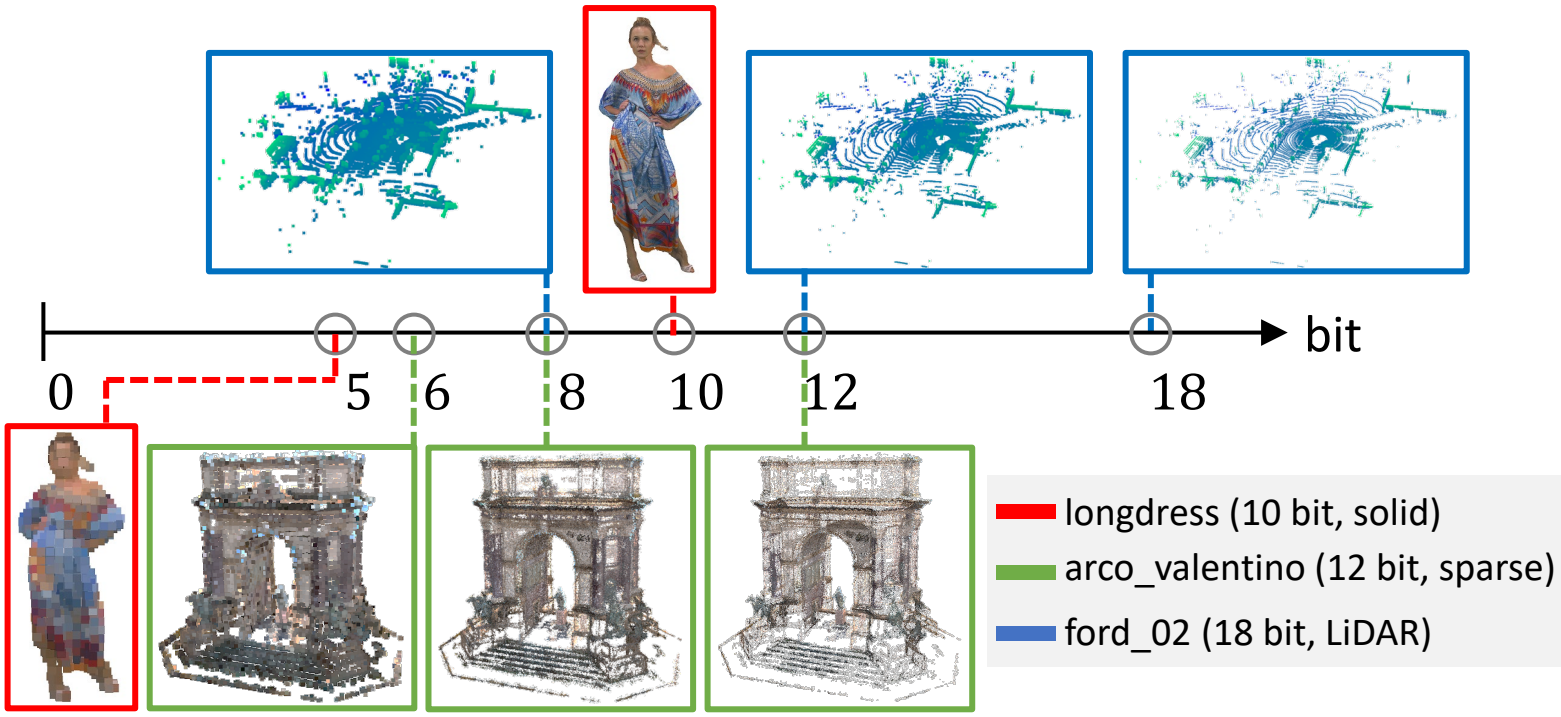 bit
0 5 6 8 10 12 18
longdress (10 bit, solid)
arco_valentino (12 bit, sparse)
ford_02 (18 bit, LiDAR)